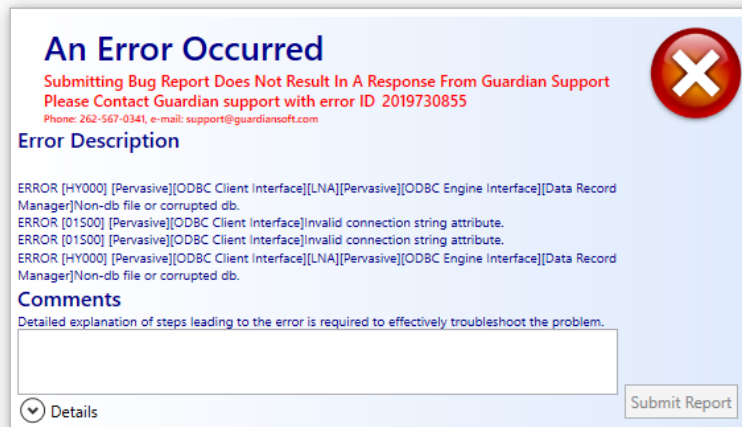 An Error Occurred
Submitting Bug Report Does Not Result In A Response From Guardian Support
Please Contact Guardian support with error ID 2019730855
Phone: 262-567-0341, e-mail: support@guardiansoft.com
Error Description
ERROR [HY000] [Pervasive][ODBC Client Interface][LNA][Pervasive][ODBC Engine Interface][Data Record
Manager]Non-db file or corrupted db.
ERROR [01S00] [Pervasive][ODBC Client Interface]Invalid connection string attribute.
ERROR [01S00] [Pervasive][ODBC Client Interface]Invalid connection string attribute.
ERROR [HY000] [Pervasive][ODBC Client Interface][LNA][Pervasive][ODBC Engine Interface][Data Record
Manager]Non-db file or corrupted db.
Comments
Detailed explanation of steps leading to the error is required to effectively troubleshoot the problem.
Submit Report
Details